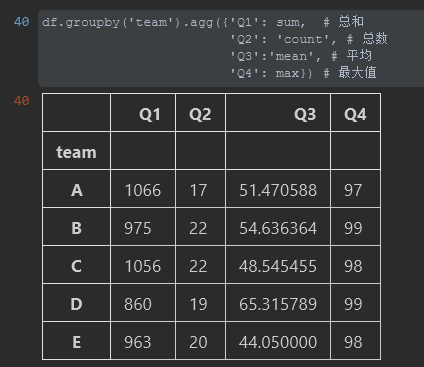 40 df.groupby('team').agg({'Q1': sum,  # 总和
'Q2': 'count', # 总数
'Q3':'mean', # 平均
'Q4': max}) # 最大值
40
Q1 Q2 Q3 Q4
team
A 1066 17 51.470588 97
B 975 22 54.636364 99
C 1056 22 48.545455 98
D 860 19 65.315789 99
E 963 20 44.050000 98